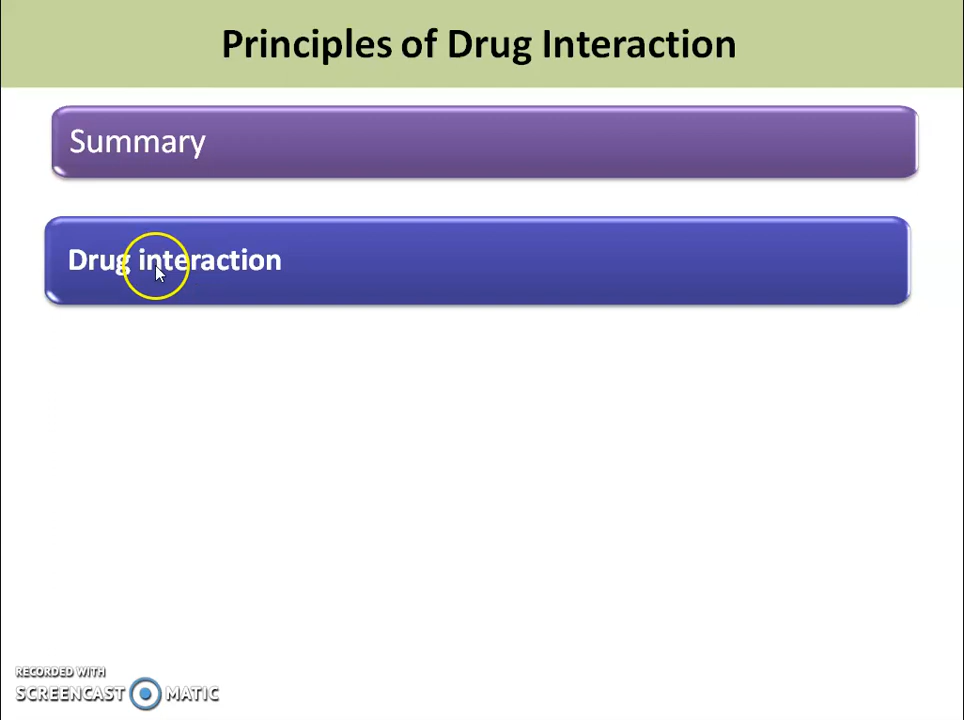 Principles of Drug Interaction
Summary
Drug interaction
RECORDED WITH
SCREENCAST MATIC